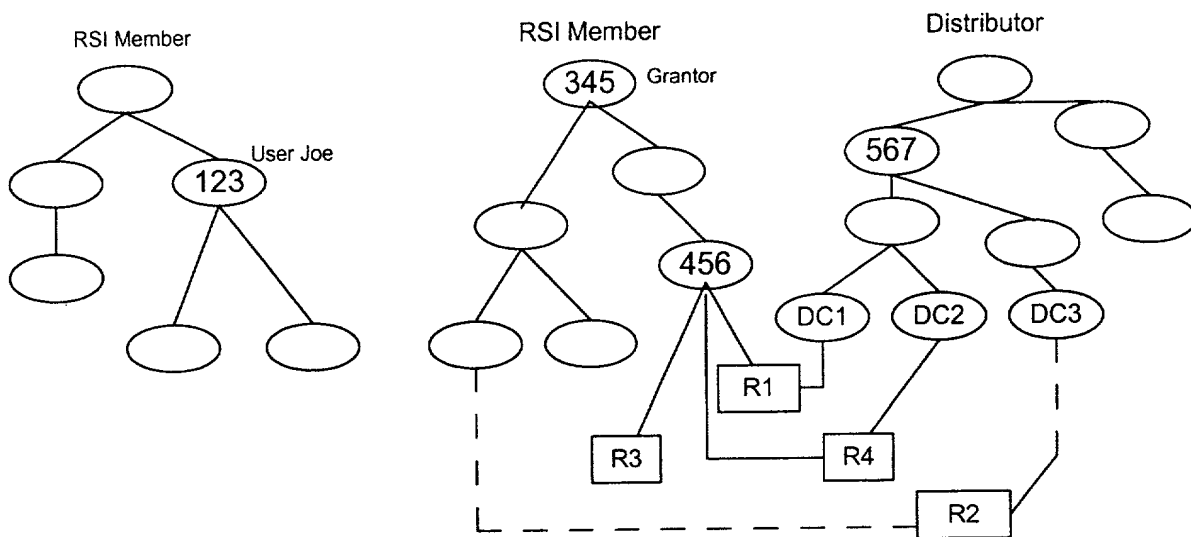 RSI Member
RSI Member
Distributor
345
Grantor
User Joe
123
567
456
DC1
DC2
DC3
R1
R3
R4
R2